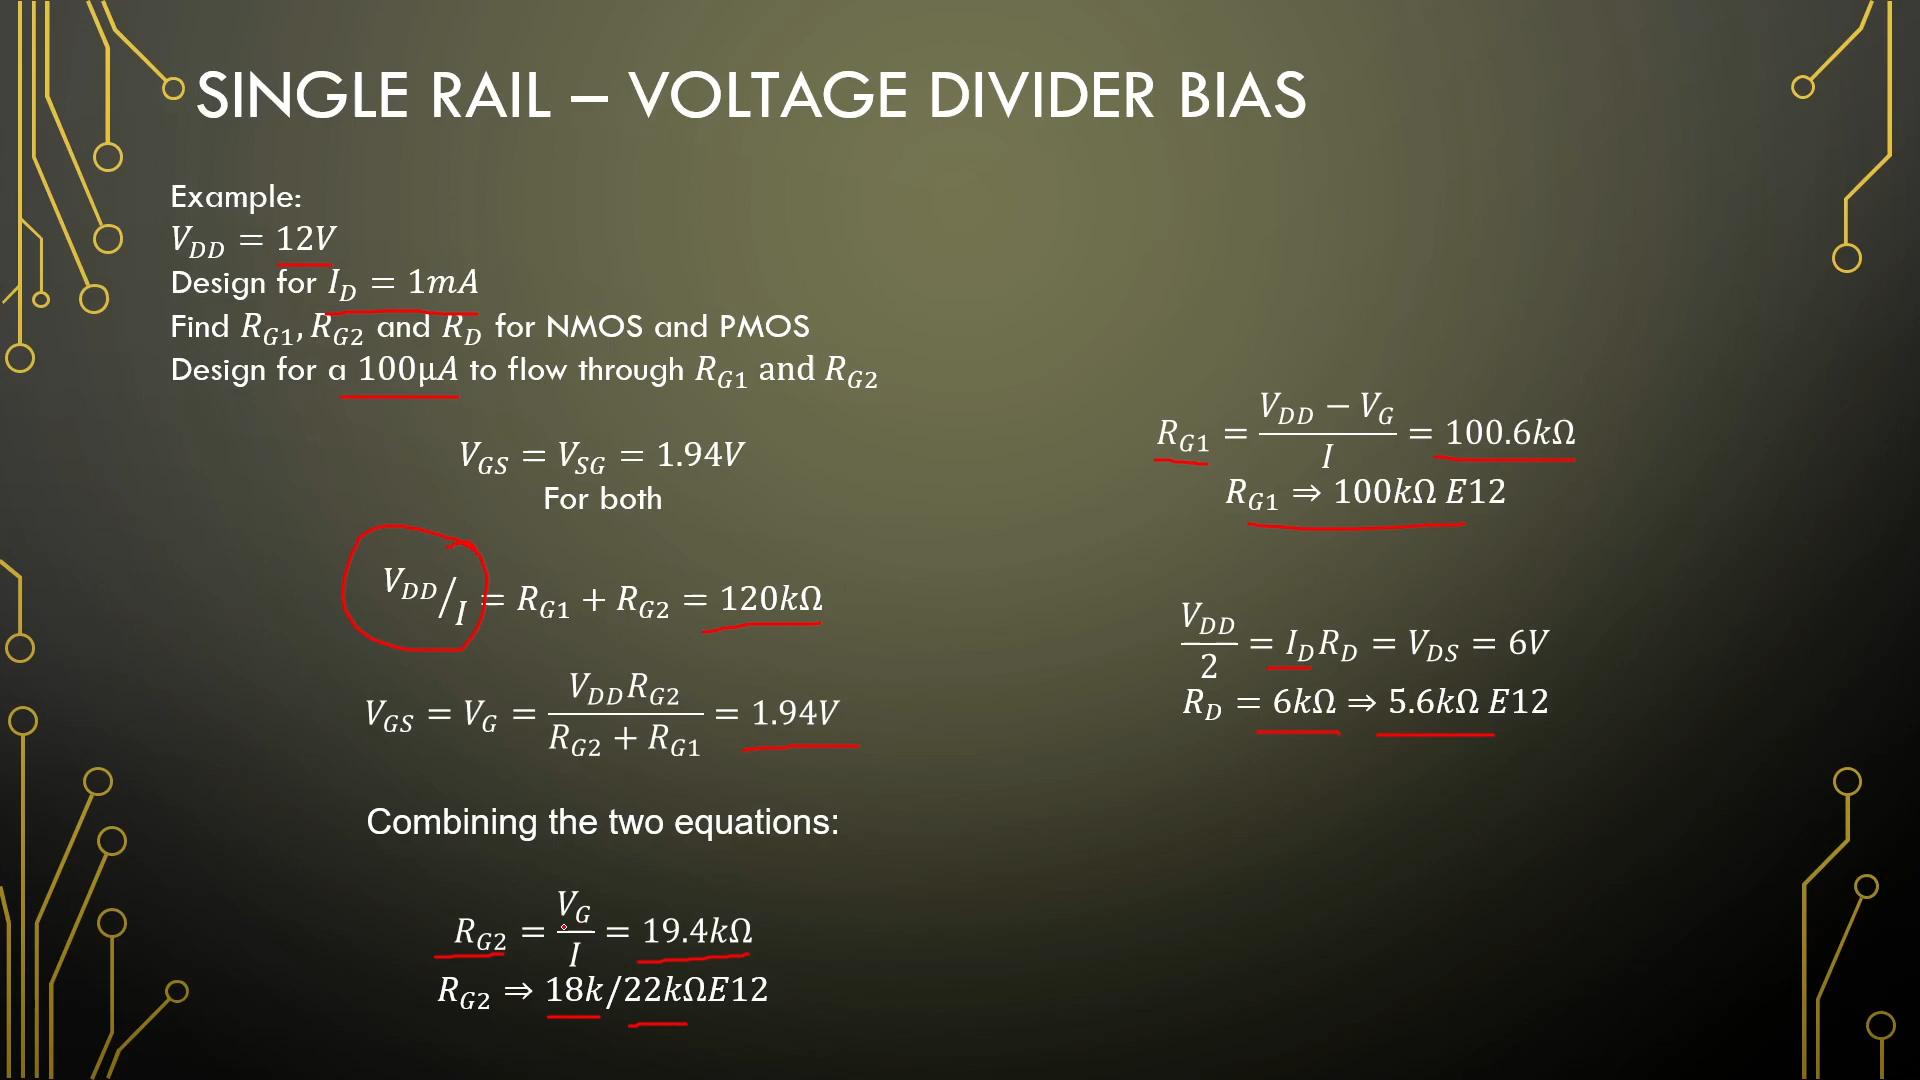 SINGLE RAIL – VOLTAGE DIVIDER BIAS
Example:
V_DD = 12V
Design for I_D = 1mA
Find R_G1, R_G2 and R_D for NMOS and PMOS
Design for a 100μA to flow through R_G1 and R_G2
V_GS = V_SG = 1.94V
For both
V_DD/I = R_G1 + R_G2 = 120kΩ
V_GS = V_G = V_DD R_G2 / R_G2 + R_G1 = 1.94V
Combining the two equations:
R_G2 = V_G / I = 19.4kΩ
R_G2 ⇒ 18k/22kΩE12
R_G1 = V_DD − V_G / I = 100.6kΩ
R_G1 ⇒ 100kΩ E12
V_DD / 2 = I_D R_D = V_DS = 6V
R_D = 6kΩ ⇒ 5.6kΩ E12